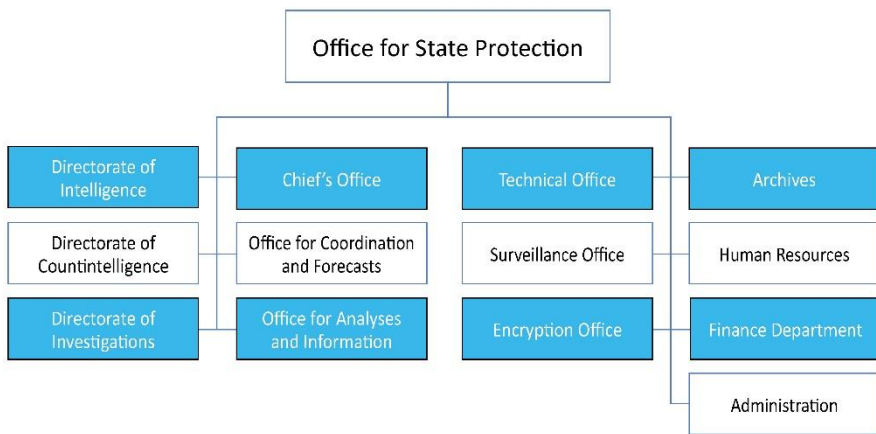 Office for State Protection
Directorate of
Intelligence
Chief's Office
Technical Office
Archives
Directorate of
Countintelligence
Office for Coordination
and Forecasts
Surveillance Office
Human Resources
Directorate of
Investigations
Office for Analyses
and Information
Encryption Office
Finance Department
Administration